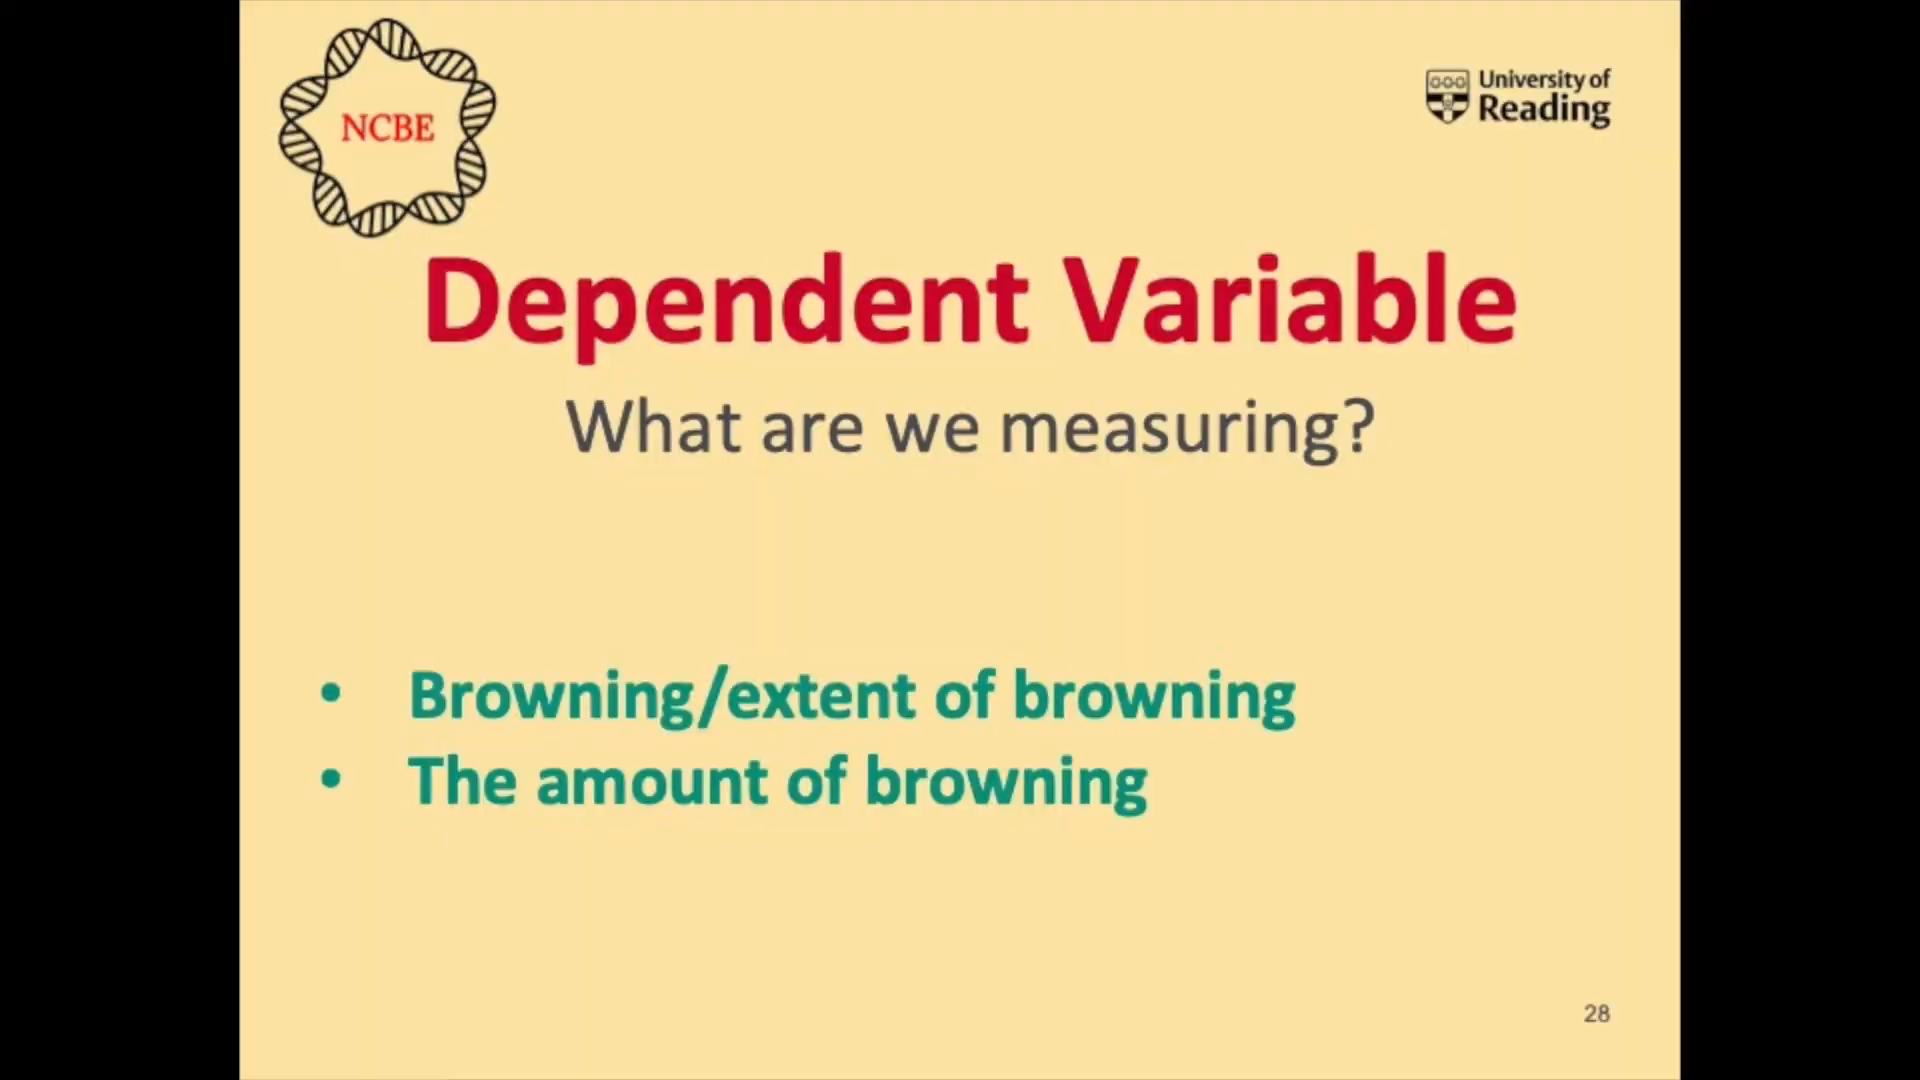 NCBE
University of
Reading
Dependent Variable
What are we measuring?
• Browning/extent of browning
• The amount of browning
28